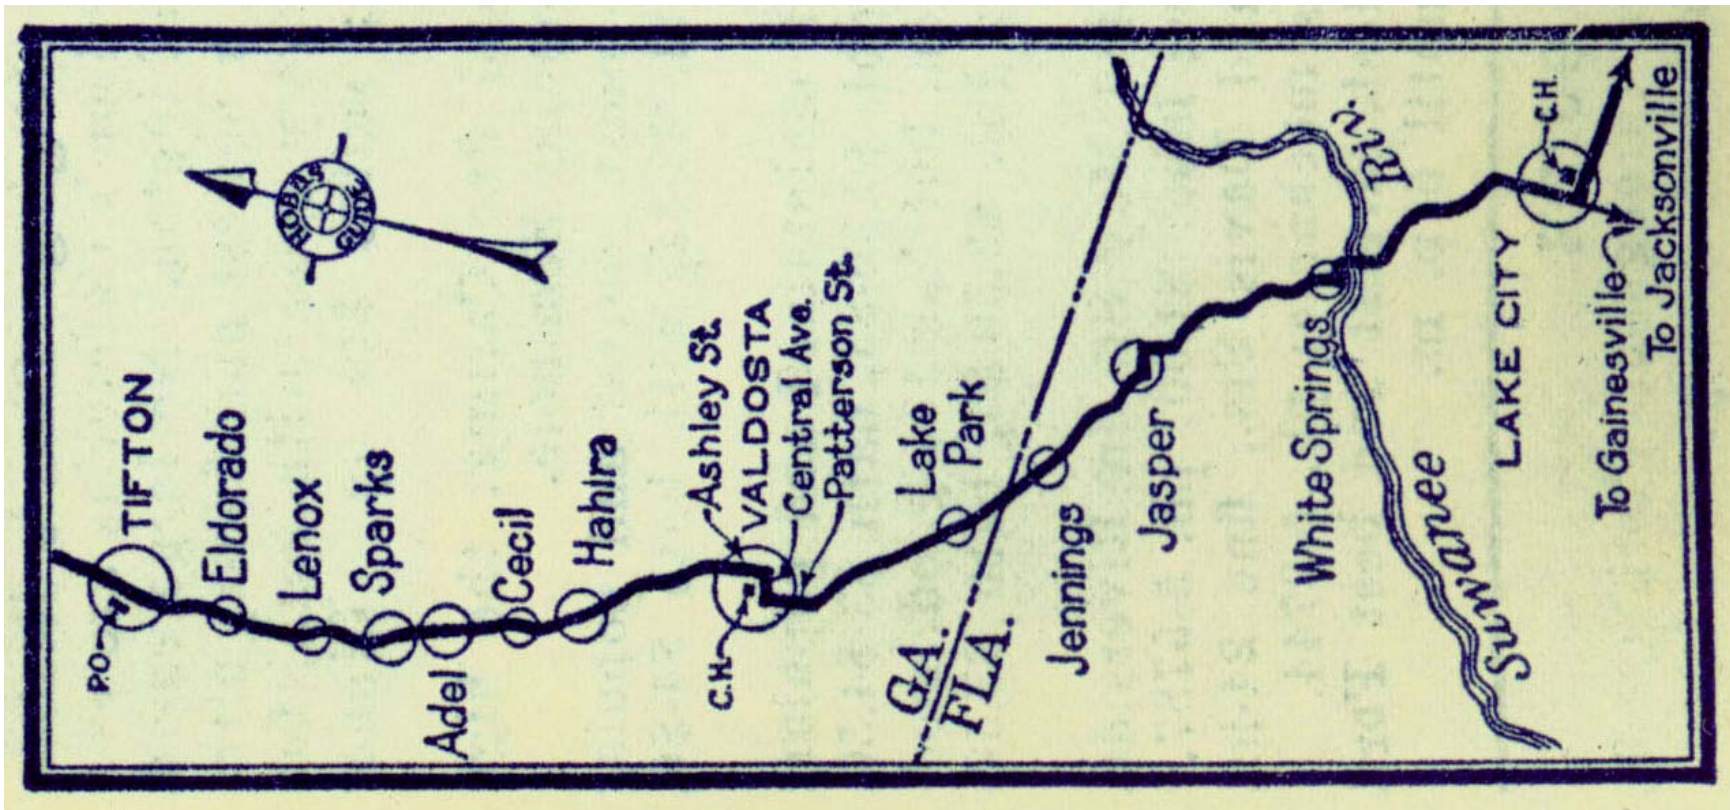 HOBBS
GUIDE
P.O.
TIFTON
Eldorado
Lenox
Sparks
Adel
Cecil
Hahira
Ashley St.
VALDOSTA
Central Ave.
Patterson St.
C.H.
Lake
Park
GA.
FLA.
Jennings
Jasper
White Springs
Suwanee
Riv.
LAKE CITY
C.H.
To Gainesville
To Jacksonville